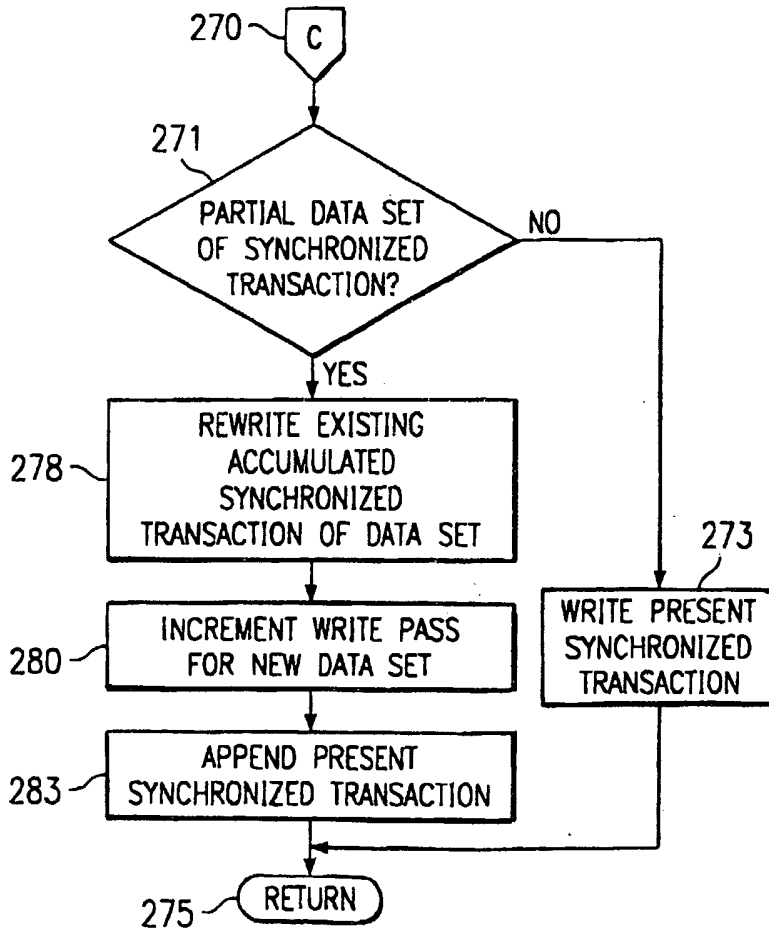 270
C
271
PARTIAL DATA SET
OF SYNCHRONIZED
TRANSACTION?
NO
YES
278
REWRITE EXISTING
ACCUMULATED
SYNCHRONIZED
TRANSACTION OF DATA SET
273
WRITE PRESENT
SYNCHRONIZED
TRANSACTION
280
INCREMENT WRITE PASS
FOR NEW DATA SET
283
APPEND PRESENT
SYNCHRONIZED TRANSACTION
275
RETURN